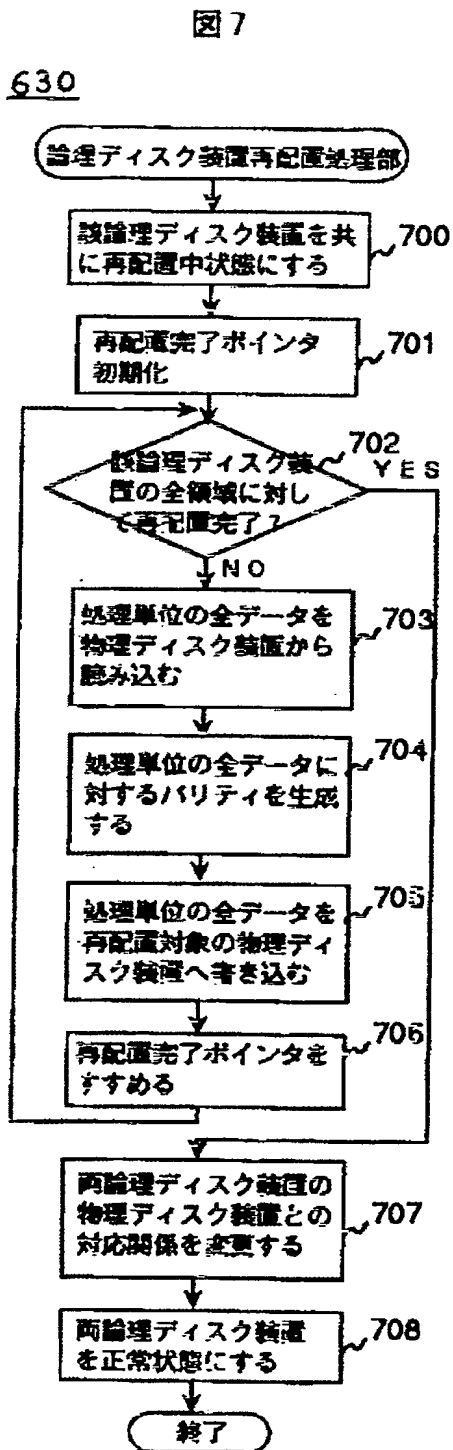 図7
630
論理ディスク装置再配置処理部
該論理ディスク装置を共
に再配置中状態にする
700
再配置完了ポインタ
初期化
701
702
該論理ディスク装
置の全領域に対し
て再配置完了?
YES
NO
処理単位の全データを
物理ディスク装置から
読み込む
703
処理単位の全データに
対するパリティを生成
する
704
処理単位の全データを
再配置対象の物理ディ
スク装置へ書き込む
705
再配置完了ポインタを
すすめる
706
両論理ディスク装置の
物理ディスク装置との
対応関係を変更する
707
両論理ディスク装置
を正常状態にする
708
終了